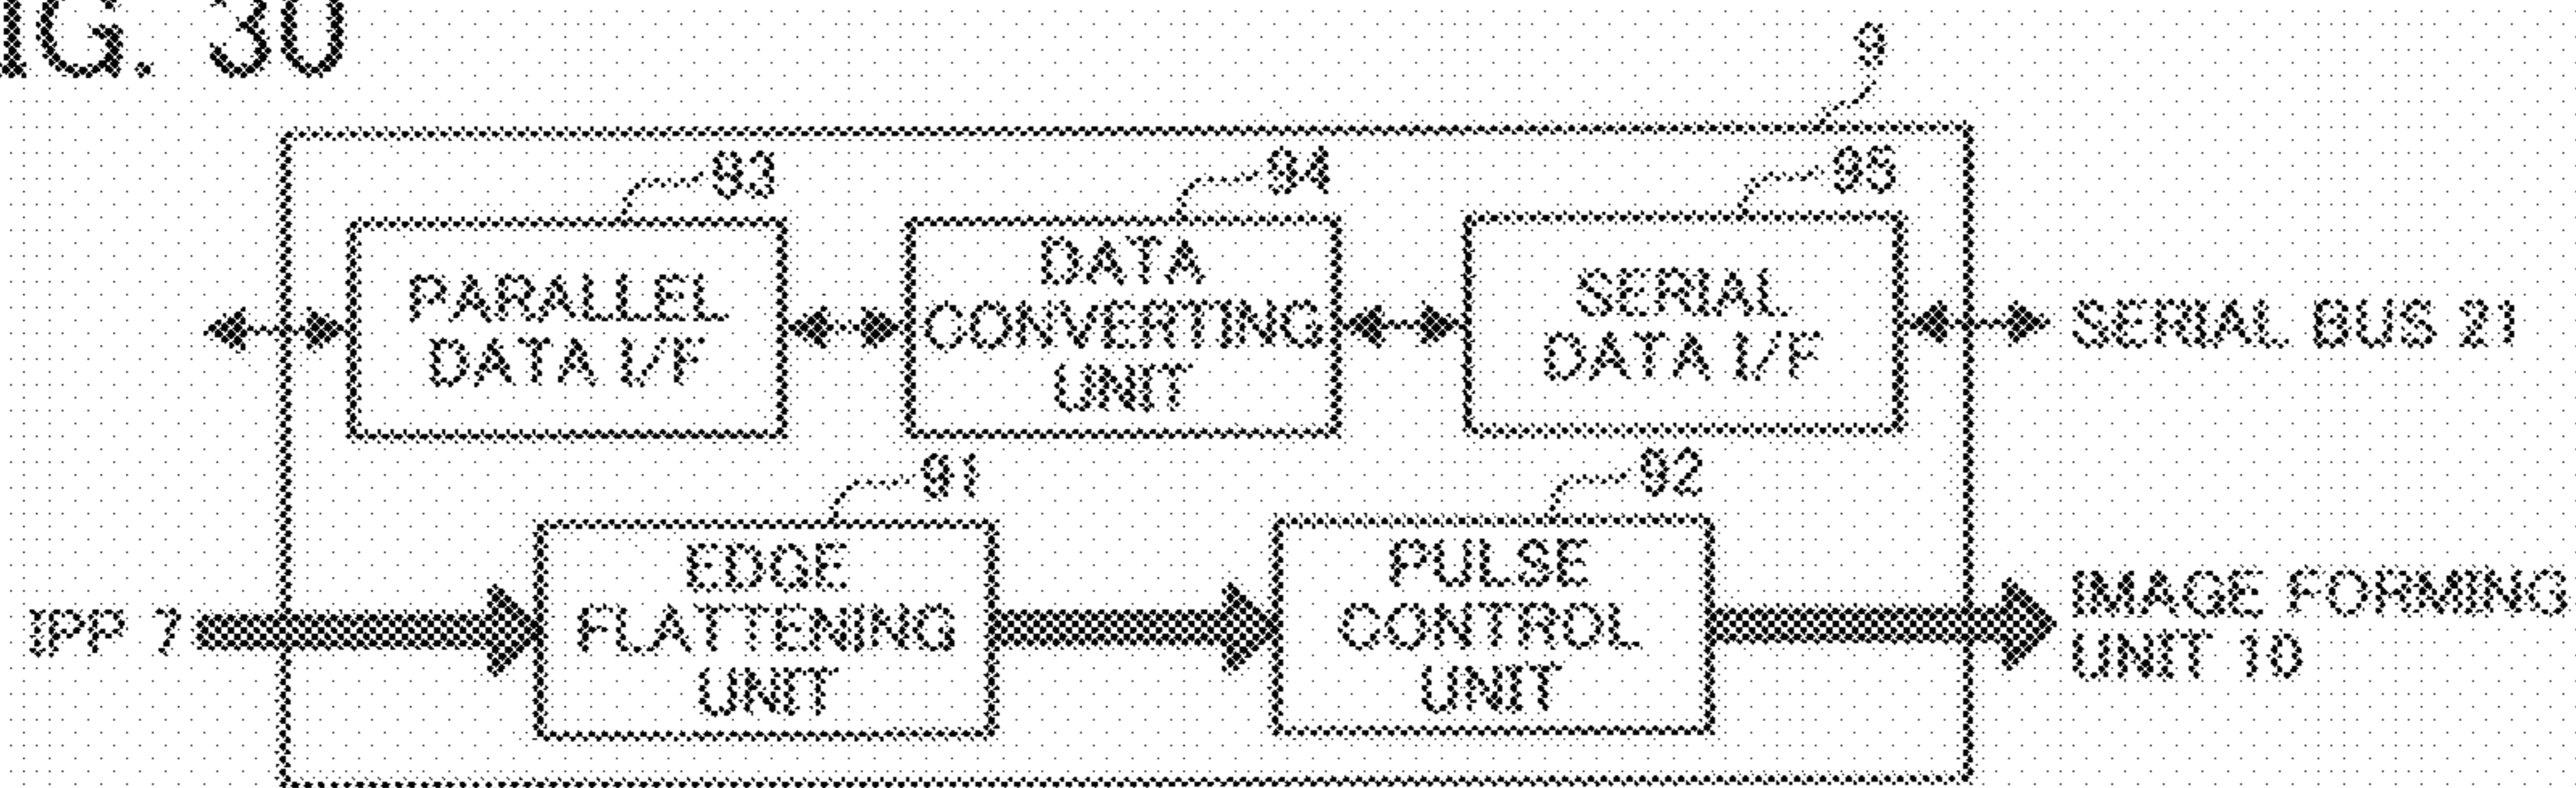 IG. 30
9
93
94
95
PARALLEL
DATA I/F
DATA
CONVERTING
UNIT
SERIAL
DATA I/F
SERIAL BUS 21
91
92
IPP 7
EDGE
FLATTENING
UNIT
PULSE
CONTROL
UNIT
IMAGE FORMING
UNIT 10